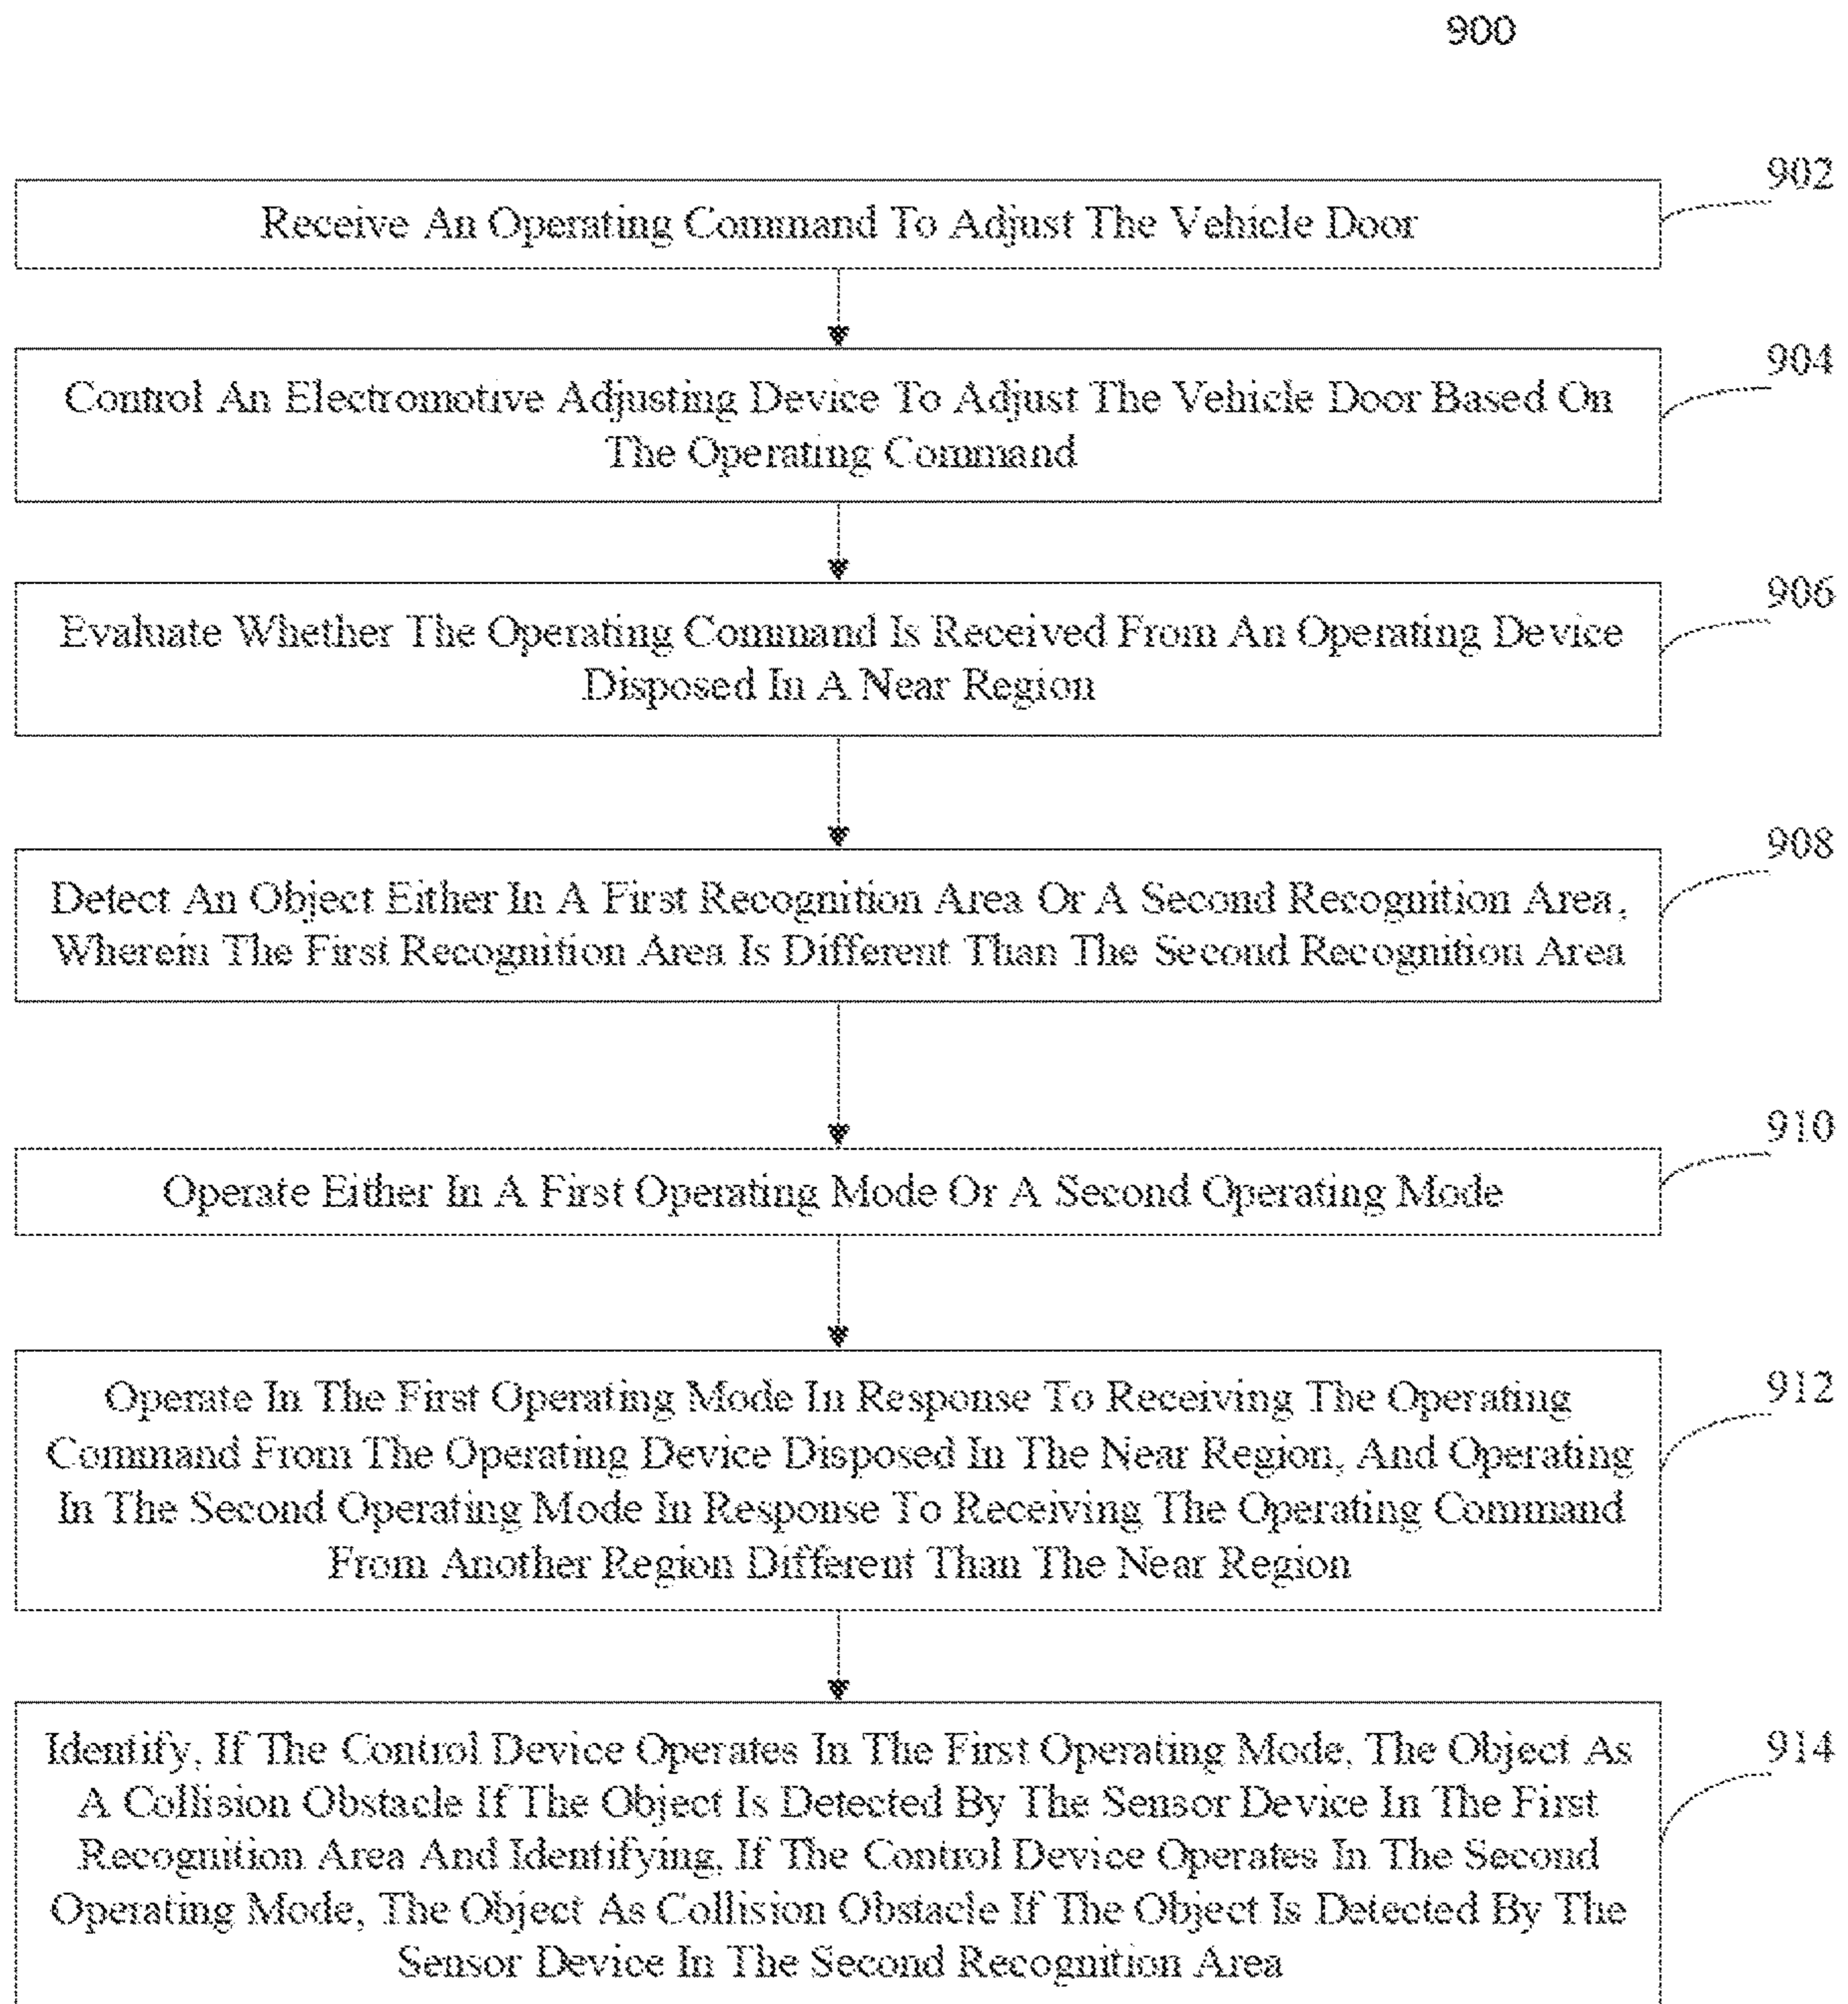 900
902
Receive An Operating Command To Adjust The Vehicle Door
904
Control An Electromotive Adjusting Device To Adjust The Vehicle Door Based On
The Operating Command
906
Evaluate Whether The Operating Command Is Received From An Operating Device
Disposed In A Near Region
908
Detect An Object Either In A First Recognition Area Or A Second Recognition Area,
Wherein The First Recognition Area Is Different Than The Second Recognition Area
910
Operate Either In A First Operating Mode Or A Second Operating Mode
912
Operate In The First Operating Mode In Response To Receiving The Operating
Command From The Operating Device Disposed In The Near Region, And Operating
In The Second Operating Mode In Response To Receiving The Operating Command
From Another Region Different Than The Near Region
914
Identify, If The Control Device Operates In The First Operating Mode, The Object As
A Collision Obstacle If The Object Is Detected By The Sensor Device In The First
Recognition Area And Identifying, If The Control Device Operates In The Second
Operating Mode, The Object As Collision Obstacle If The Object Is Detected By The
Sensor Device In The Second Recognition Area